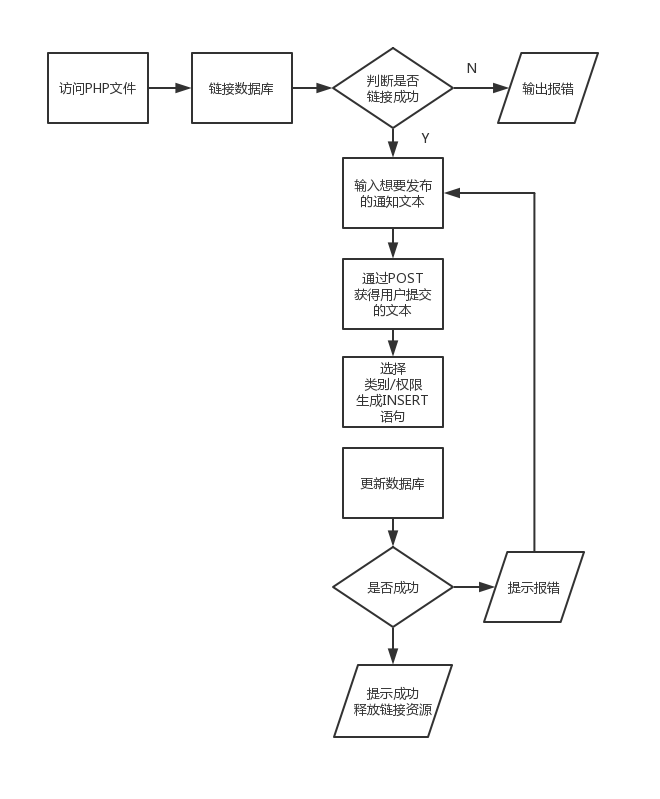 访问PHP文件
链接数据库
判断是否
链接成功
N
输出报错
Y
输入想要发布
的通知文本
通过POST
获得用户提交
的文本
选择
类别/权限
生成INSERT
语句
更新数据库
是否成功
提示报错
提示成功
释放链接资源